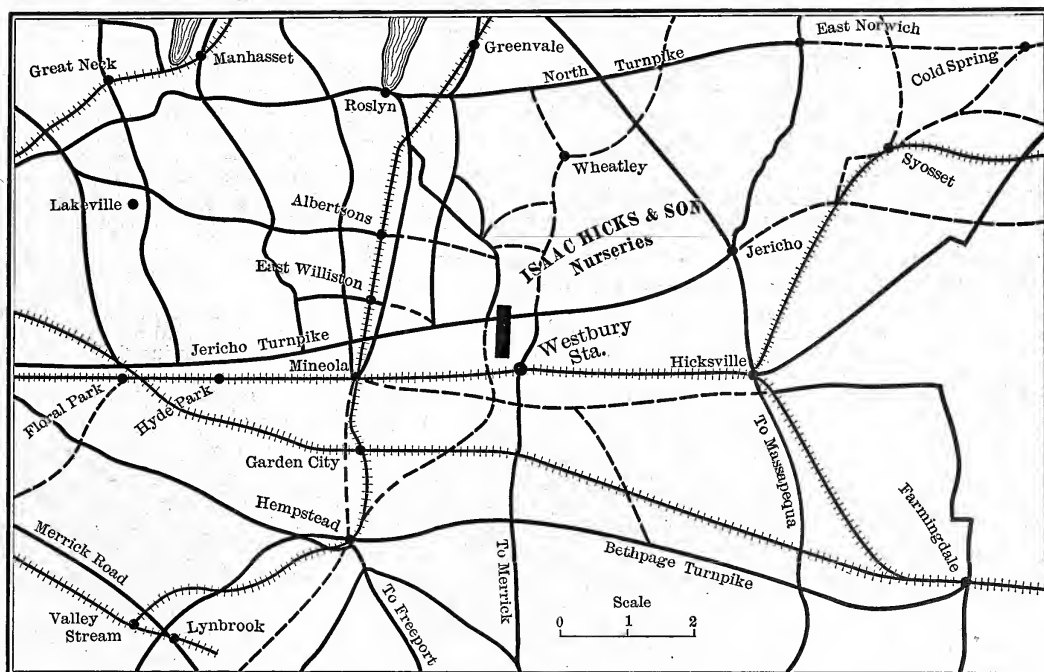 East Norwich
Great Neck
Manhasset
Greenvale
North Turnpike
Cold Spring
Roslyn
Wheatley
Syosset
Lakeville
Albertsons
ISAAC HICKS & SON
Nurseries
Jericho
East Williston
Jericho Turnpike
Westbury
Sta.
Mineola
Hicksville
Floral Park
Hyde Park
To Massapequa
Garden City
Farmingdale
Hempstead
Merrick Road
To Merrick
Bethpage Turnpike
To Freeport
Valley
Stream
Lynbrook
Scale
0 1 2